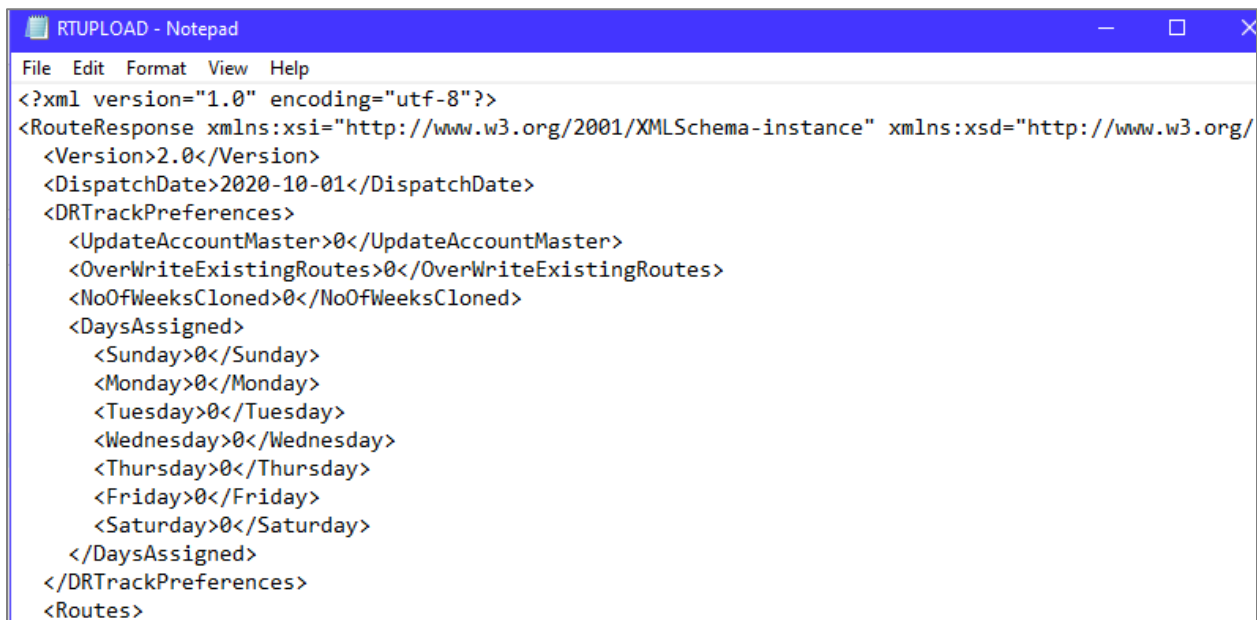 RTUPLOAD - Notepad
File Edit Format View Help
<?xml version="1.0" encoding="utf-8"?>
<RouteResponse xmlns:xsi="http://www.w3.org/2001/XMLSchema-instance" xmlns:xsd="http://www.w3.org/
<Version>2.0</Version>
<DispatchDate>2020-10-01</DispatchDate>
<DRTrackPreferences>
<UpdateAccountMaster>0</UpdateAccountMaster>
<OverWriteExistingRoutes>0</OverWriteExistingRoutes>
<NoOfWeeksCloned>0</NoOfWeeksCloned>
<DaysAssigned>
<Sunday>0</Sunday>
<Monday>0</Monday>
<Tuesday>0</Tuesday>
<Wednesday>0</Wednesday>
<Thursday>0</Thursday>
<Friday>0</Friday>
<Saturday>0</Saturday>
</DaysAssigned>
</DRTrackPreferences>
<Routes>